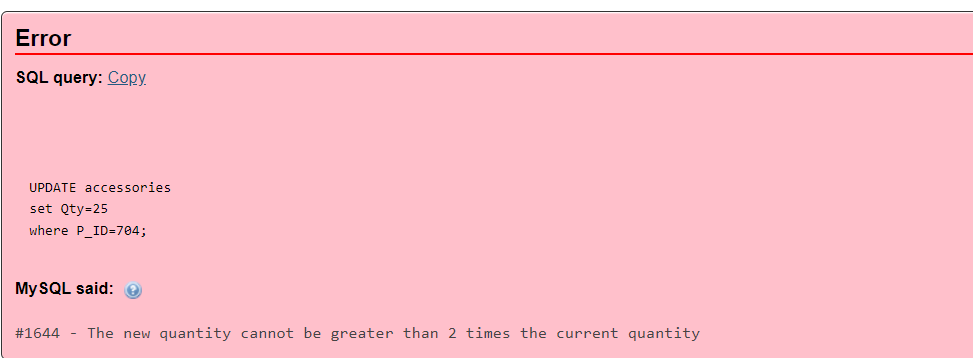 Error
SQL query: Copy
UPDATE accessories
set Qty=25
where P_ID=704;
MySQL said:
#1644 - The new quantity cannot be greater than 2 times the current quantity